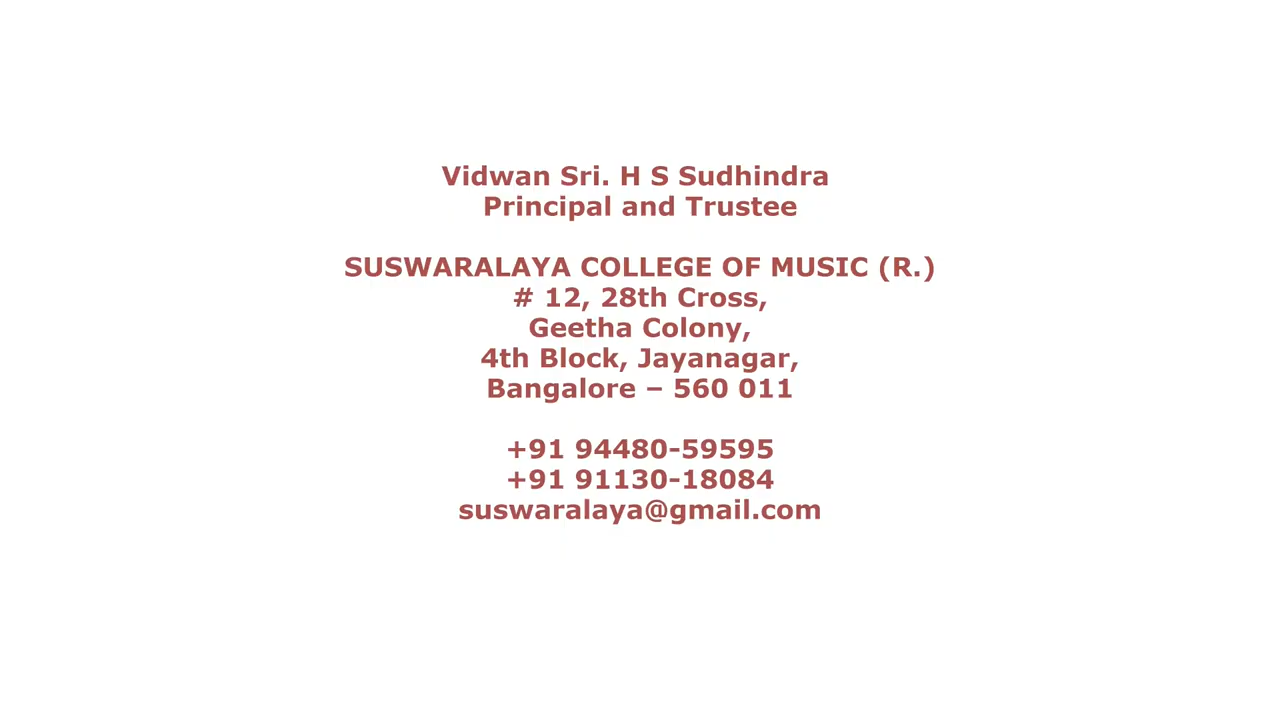 Vidwan Sri. H S Sudhindra
Principal and Trustee
SUSWARALAYA COLLEGE OF MUSIC (R.)
# 12, 28th Cross,
Geetha Colony,
4th Block, Jayanagar,
Bangalore – 560 011
+91 94480-59595
+91 91130-18084
suswaralaya@gmail.com